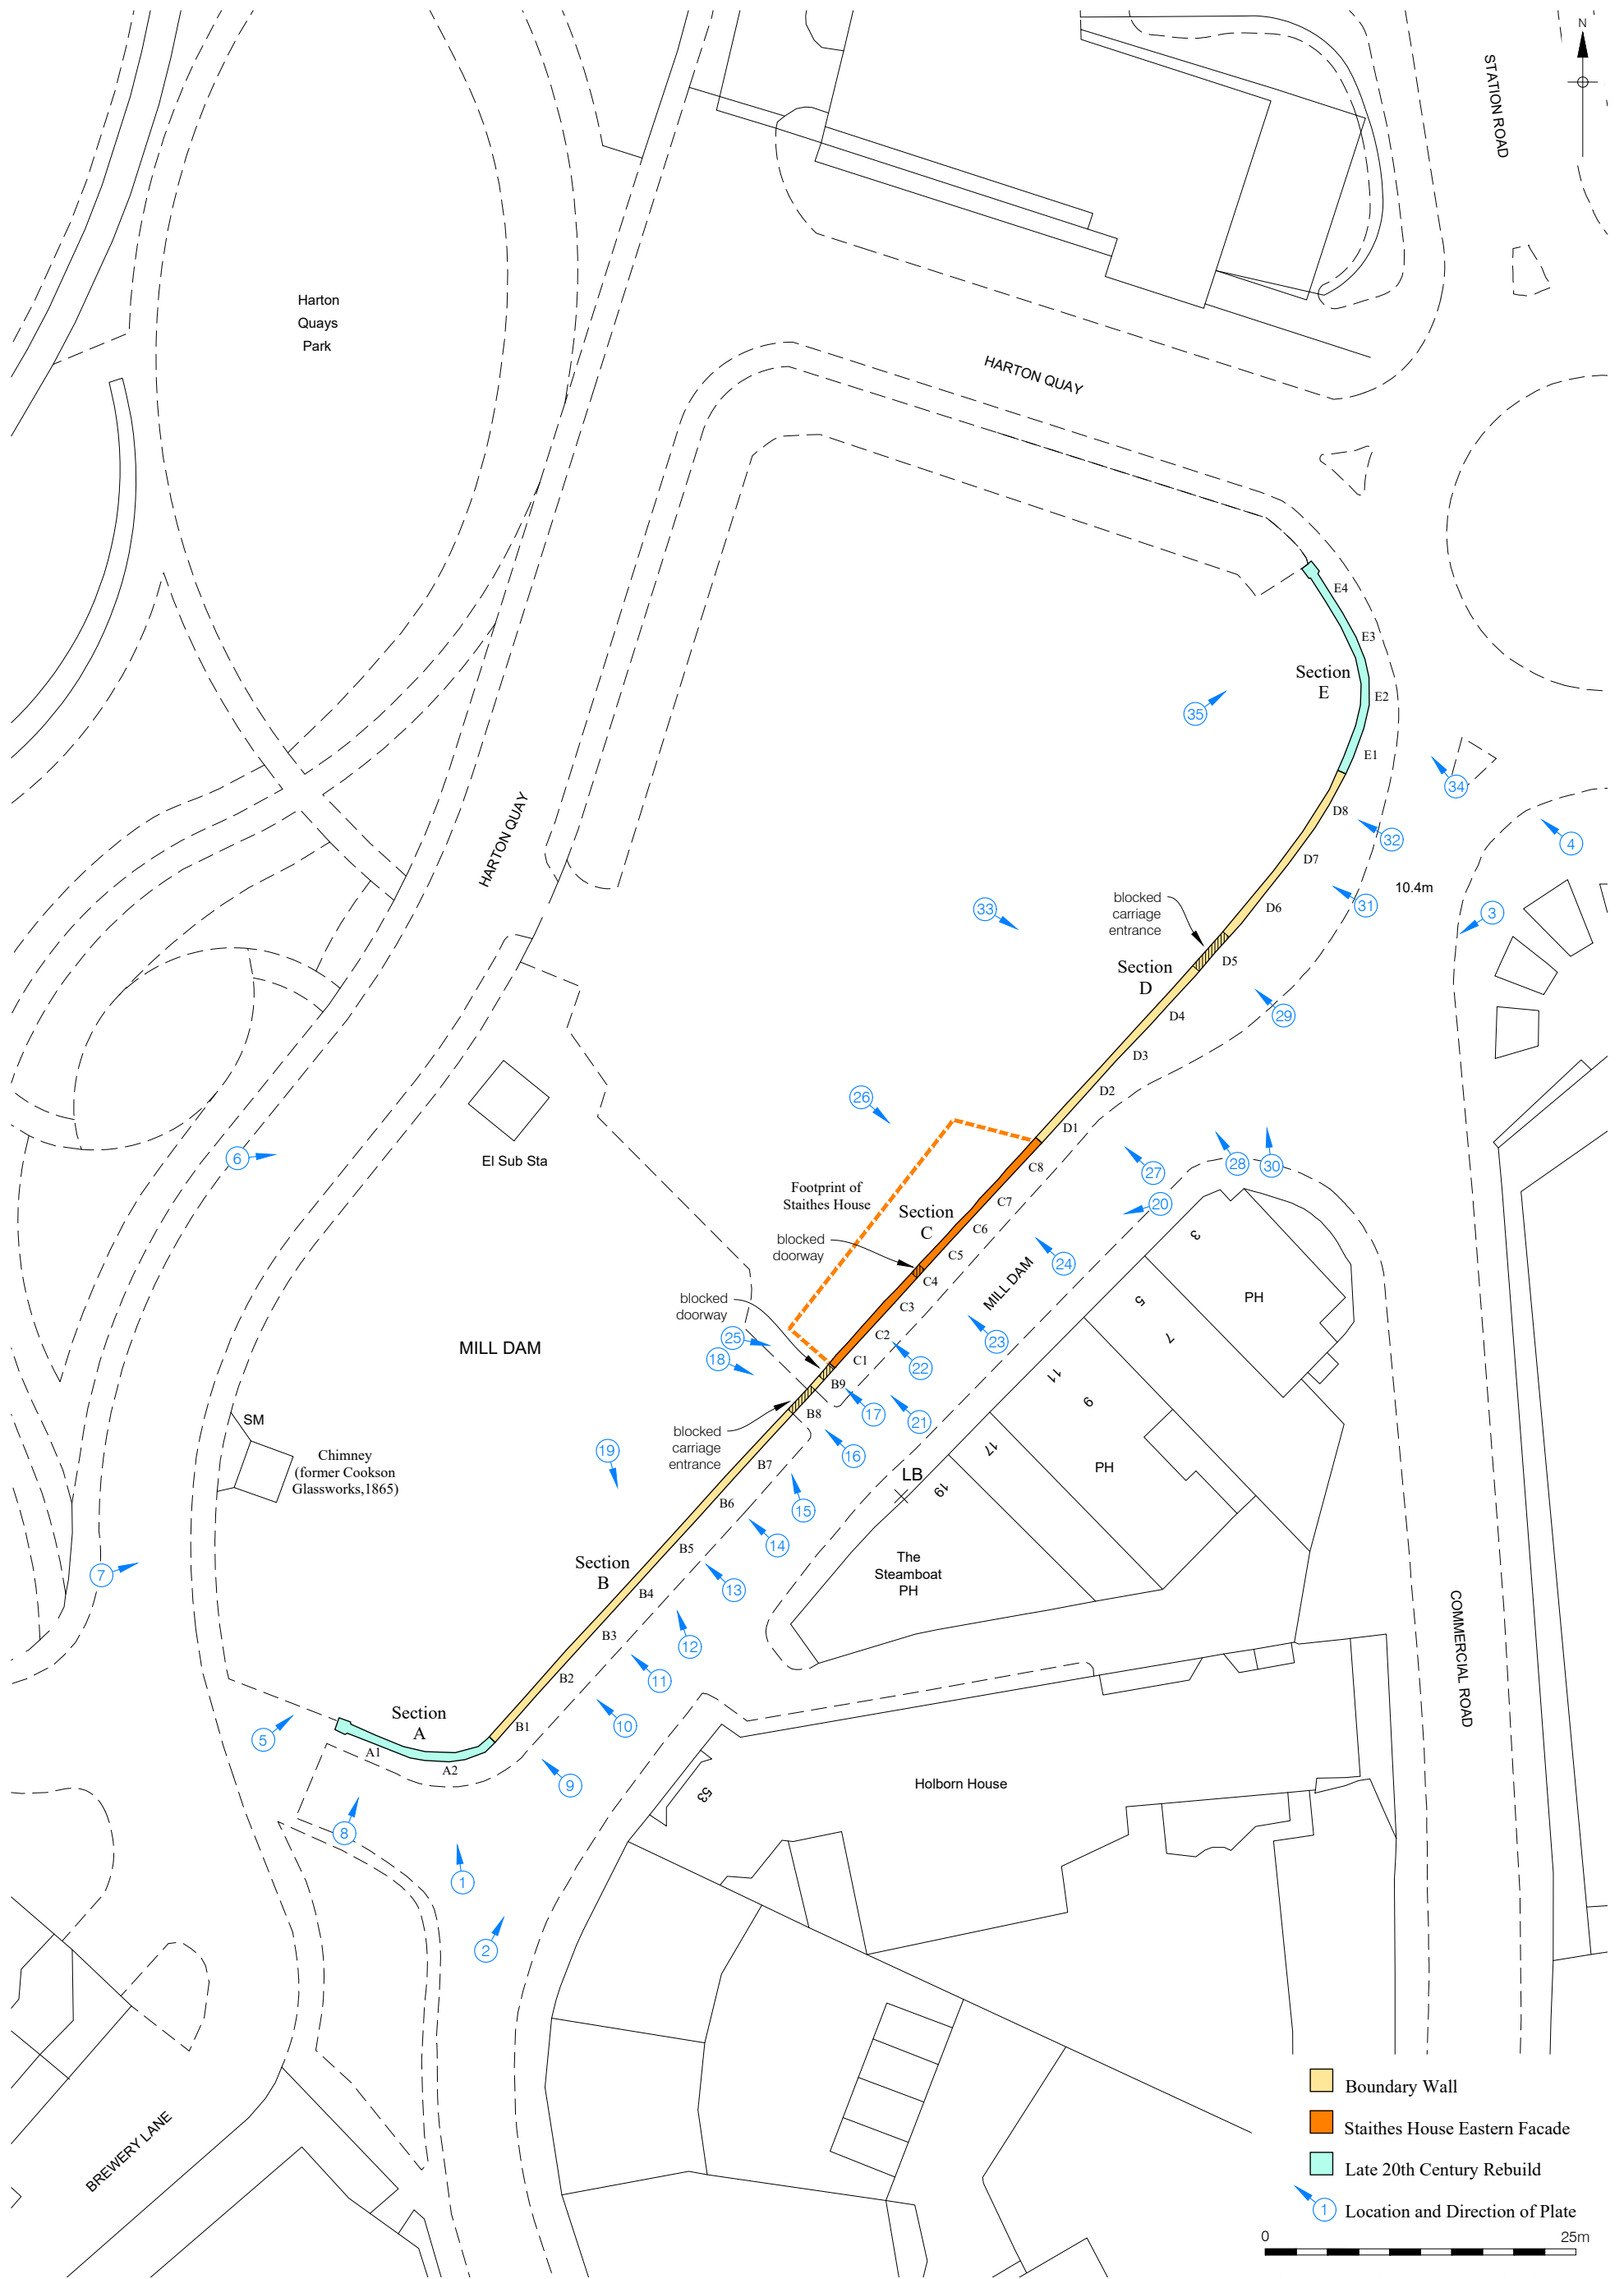 N
STATION ROAD
Harton
Quays
Park
HARTON QUAY
E4
E3
Section
E
E2
35
E1
34
HARTON QUAY
D8
32
4
D7
10.4m
blocked
carriage
entrance
31
33
D6
3
D5
Section
D
29
D4
D3
26
D2
D1
6
El Sub Sta
C8
28
30
27
Footprint of
Staithes House
C7
20
Section
C
C6
3
blocked
doorway
C5
24
C4
MILL DAM
PH
blocked
doorway
C3
5
25
C2
23
7
MILL DAM
18
C1
22
11
B9
9
B8
17
21
SM
blocked
carriage
entrance
17
Chimney
(former Cookson
Glassworks,1865)
19
16
B7
PH
LB
19
B6
15
14
B5
The
Steamboat
PH
Section
B
7
13
B4
COMMERCIAL ROAD
B3
12
B2
11
Section
A
B1
10
5
A1
A2
9
Holborn House
53
8
1
2
BREWERY LANE
Boundary Wall
Staithes House Eastern Facade
Late 20th Century Rebuild
1 Location and Direction of Plate
0 25m